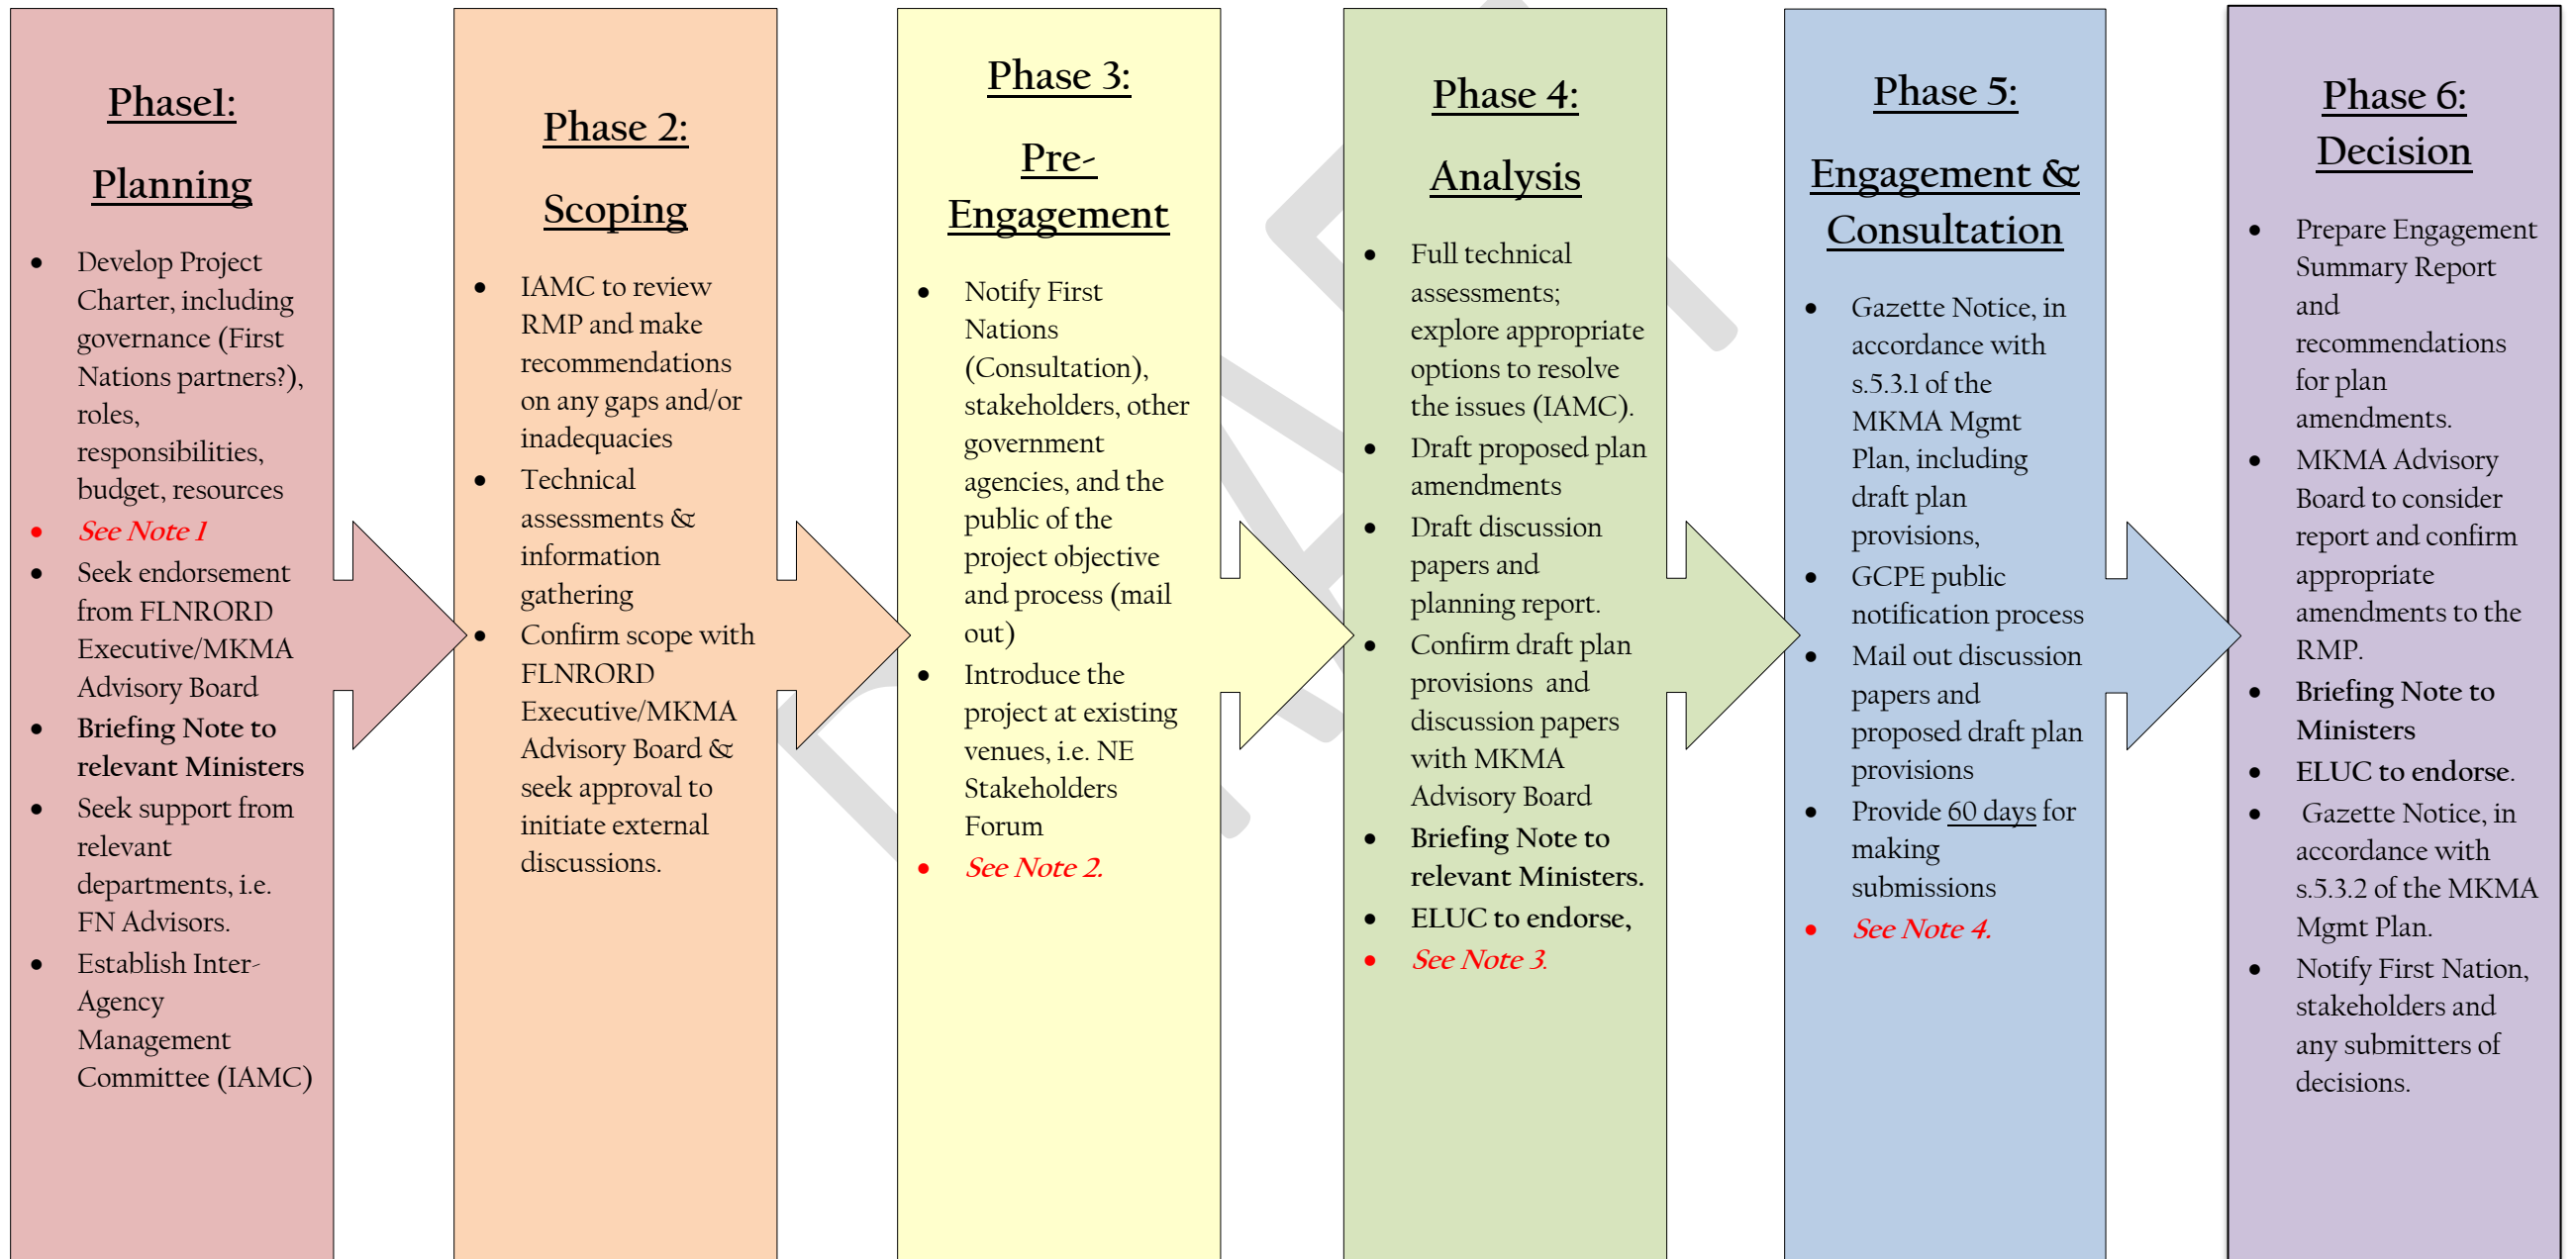 Phase1:
Planning
• Develop Project
Charter, including
governance (First
Nations partners?),
roles,
responsibilities,
budget, resources
• See Note 1
• Seek endorsement
from FLNRORD
Executive/MKMA
Advisory Board
• Briefing Note to
relevant Ministers
• Seek support from
relevant
departments, i.e.
FN Advisors.
• Establish Inter-
Agency
Management
Committee (IAMC)
Phase 2:
Scoping
• IAMC to review
RMP and make
recommendations
on any gaps and/or
inadequacies
• Technical
assessments &
information
gathering
• Confirm scope with
FLNRORD
Executive/MKMA
Advisory Board &
seek approval to
initiate external
discussions.
Phase 3:
Pre-
Engagement
• Notify First
Nations
(Consultation),
stakeholders, other
government
agencies, and the
public of the
project objective
and process (mail
out)
• Introduce the
project at existing
venues, i.e. NE
Stakeholders
Forum
• See Note 2.
Phase 4:
Analysis
• Full technical
assessments;
explore appropriate
options to resolve
the issues (IAMC).
• Draft proposed plan
amendments
• Draft discussion
papers and
planning report.
• Confirm draft plan
provisions and
discussion papers
with MKMA
Advisory Board
• Briefing Note to
relevant Ministers.
• ELUC to endorse,
• See Note 3.
Phase 5:
Engagement &
Consultation
• Gazette Notice, in
accordance with
s.5.3.1 of the
MKMA Mgmt
Plan, including
draft plan
provisions,
• GCPE public
notification process
• Mail out discussion
papers and
proposed draft plan
provisions
• Provide 60 days for
making
submissions
• See Note 4.
Phase 6:
Decision
• Prepare Engagement
Summary Report
and
recommendations
for plan
amendments.
• MKMA Advisory
Board to consider
report and confirm
appropriate
amendments to the
RMP.
• Briefing Note to
Ministers
• ELUC to endorse.
• Gazette Notice, in
accordance with
s.5.3.2 of the MKMA
Mgmt Plan.
• Notify First Nation,
stakeholders and
any submitters of
decisions.
DRAFT